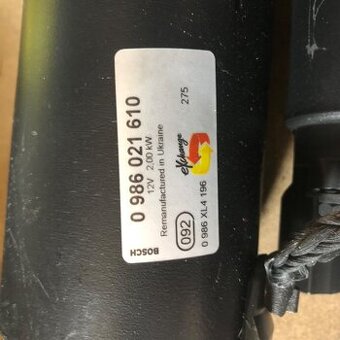 0 986 021 610
12V 2,00 kW
Remanufactured in Ukraine
275
eXchange
BOSCH
092
0 986 XL4 196